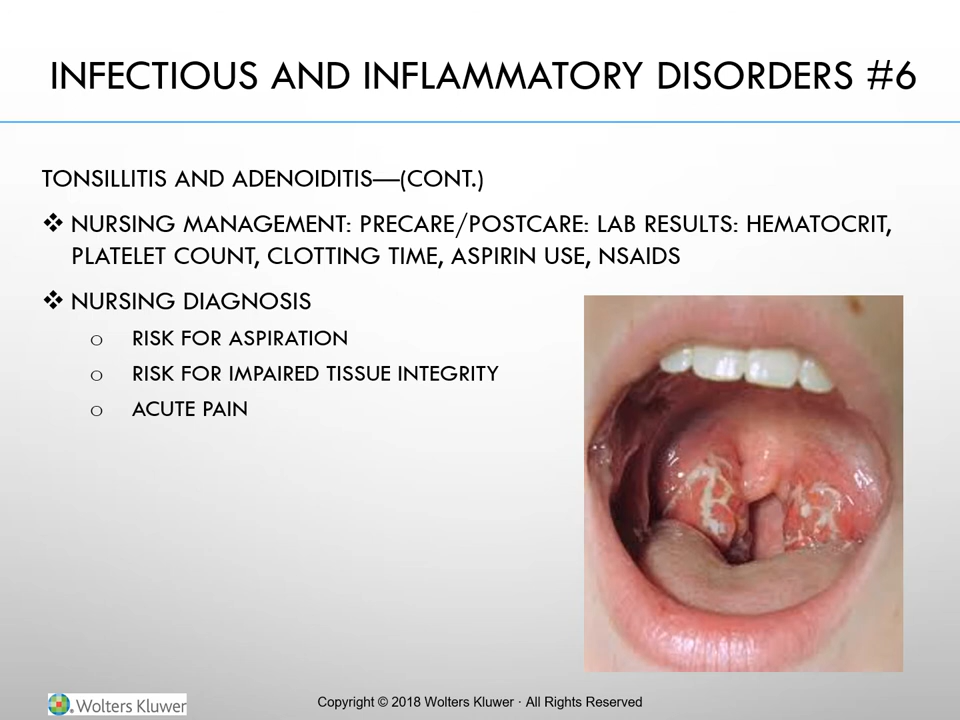 INFECTIOUS AND INFLAMMATORY DISORDERS #6
TONSILLITIS AND ADENOIDITIS—(CONT.)
❖ NURSING MANAGEMENT: PRECARE/POSTCARE: LAB RESULTS: HEMATOCRIT,
PLATELET COUNT, CLOTTING TIME, ASPIRIN USE, NSAIDS
❖ NURSING DIAGNOSIS
o RISK FOR ASPIRATION
o RISK FOR IMPAIRED TISSUE INTEGRITY
o ACUTE PAIN
Wolters Kluwer
Copyright © 2018 Wolters Kluwer · All Rights Reserved